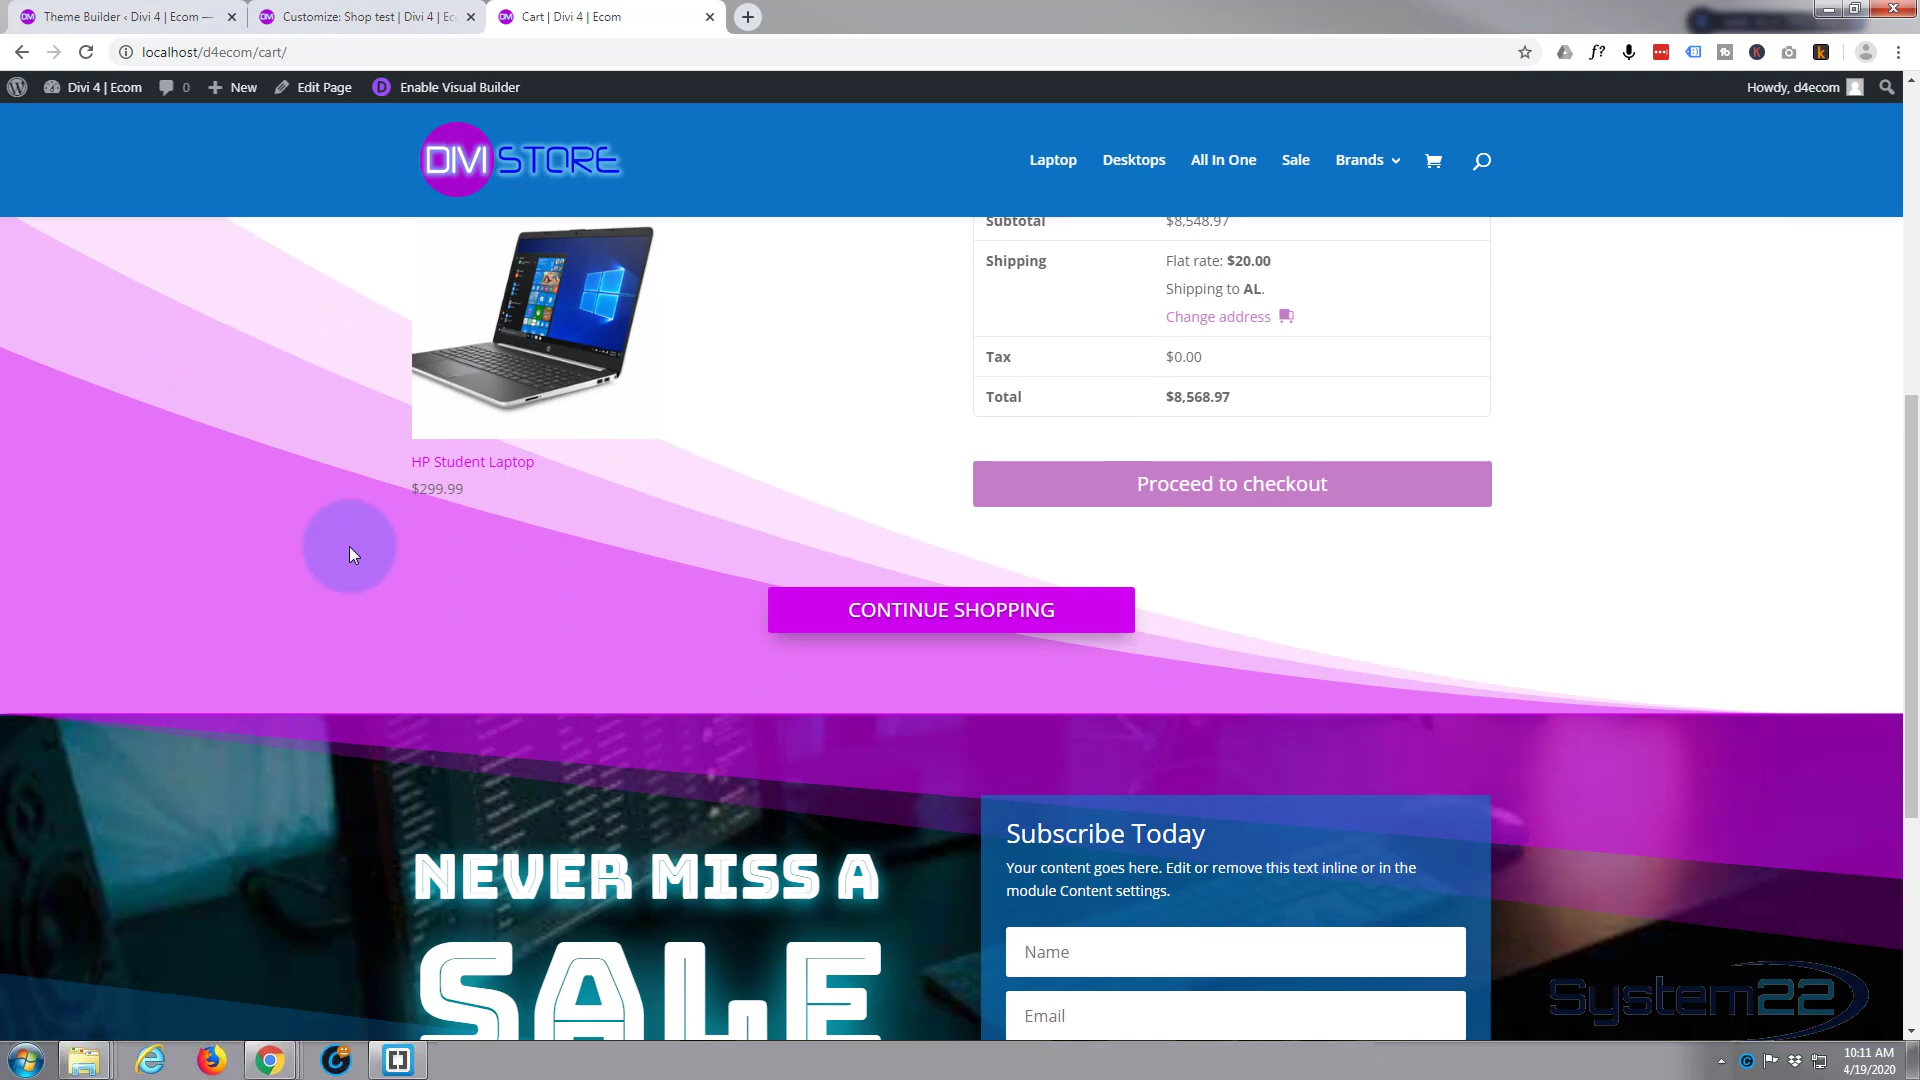 Theme Builder ‹ Divi 4 | Ecom —
Customize: Shop test | Divi 4 | Ec
Cart | Divi 4 | Ecom
localhost/d4ecom/cart/
Divi 4 | Ecom
0
New
Edit Page
D
Enable Visual Builder
Howdy, d4ecom
DIVI STORE
Laptop
Desktops
All In One
Sale
Brands
Subtotal
$8,548.97
Shipping
Flat rate: $20.00
Shipping to AL.
Change address
Tax
$0.00
Total
$8,568.97
HP Student Laptop
$299.99
Proceed to checkout
CONTINUE SHOPPING
NEVER MISS A
SALE
Subscribe Today
Your content goes here. Edit or remove this text inline or in the
module Content settings.
Name
Email
System22
10:11 AM
4/19/2020